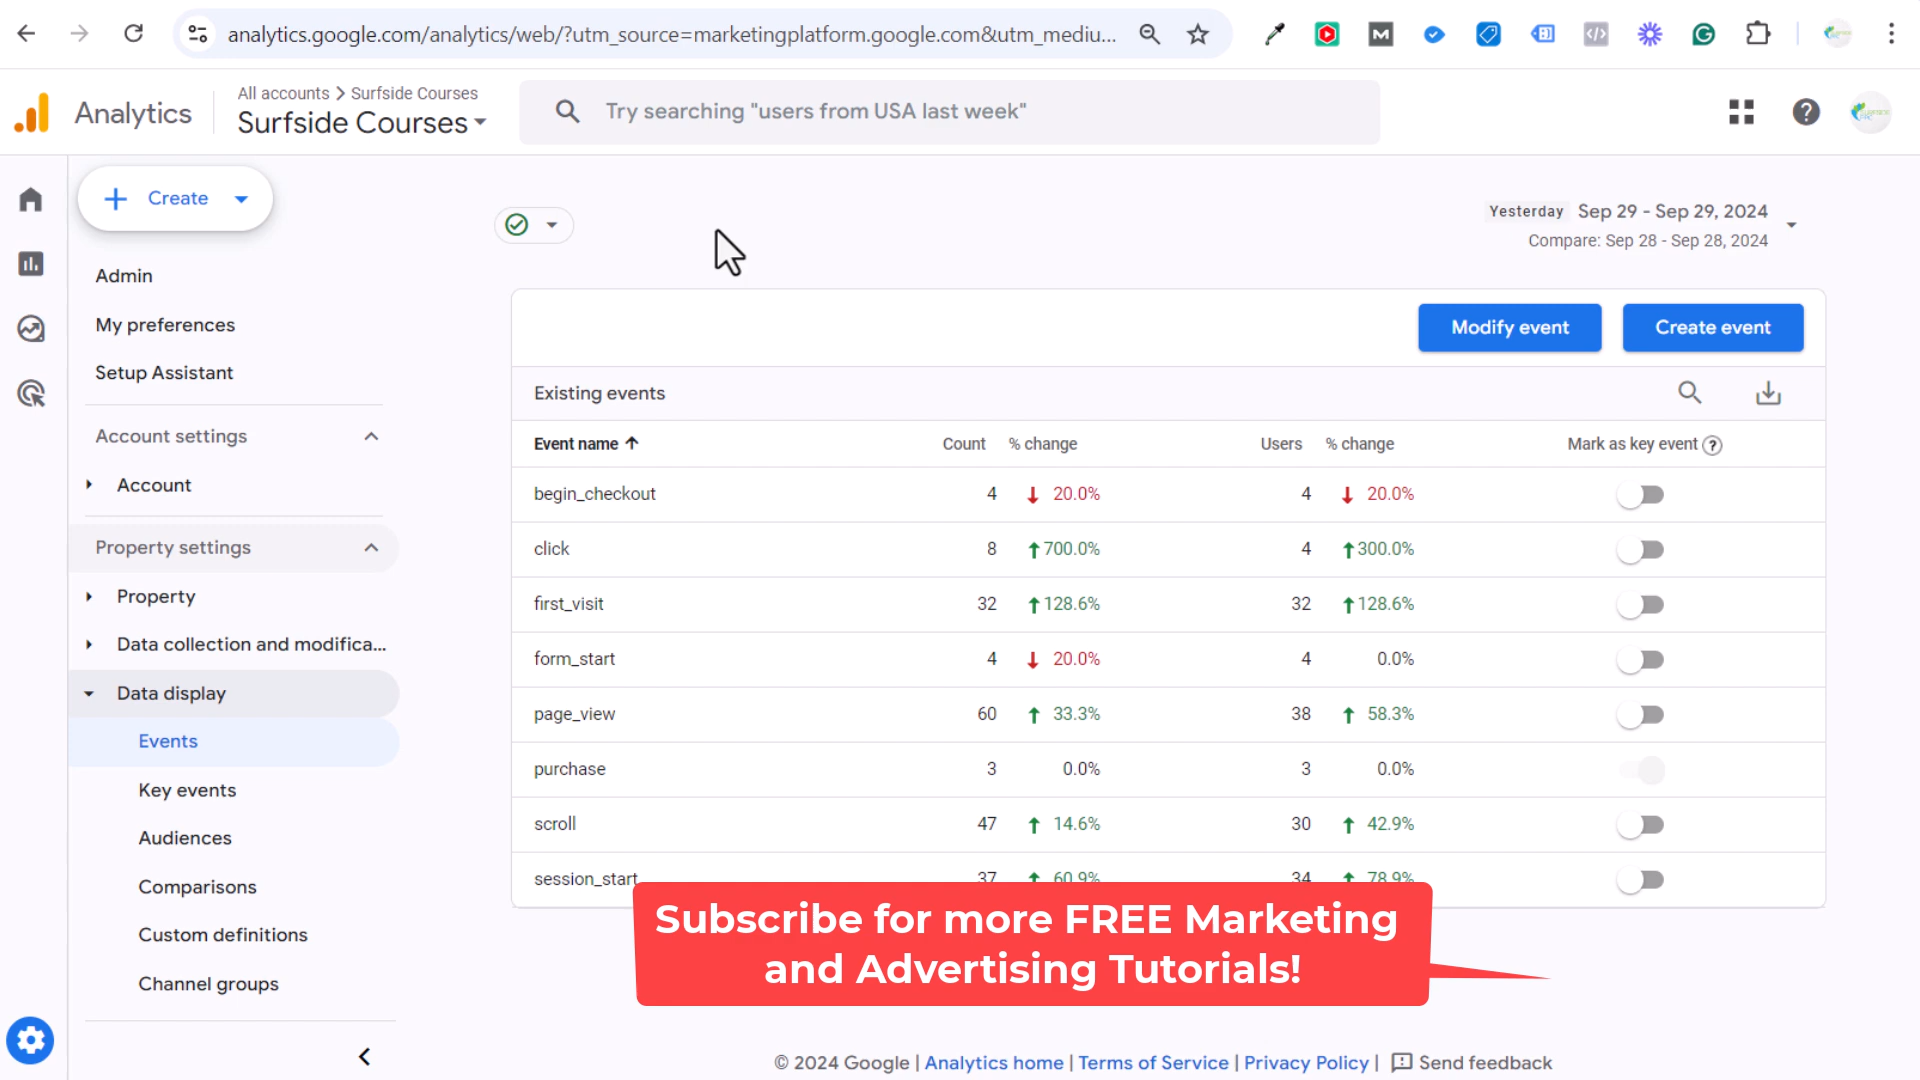 analytics.google.com/analytics/web/?utm_source=marketingplatform.google.com&utm_mediu...
Analytics
All accounts > Surfside Courses
Surfside Courses
Try searching "users from USA last week"
Create
Yesterday Sep 29 - Sep 29, 2024
Compare: Sep 28 - Sep 28, 2024
Admin
My preferences
Setup Assistant
Account settings
Account
Property settings
Property
Data collection and modifica...
Data display
Events
Key events
Audiences
Comparisons
Custom definitions
Channel groups
Modify event Create event
Existing events
Event name ↑ Count % change Users % change Mark as key event ?
begin_checkout 4 ↓ 20.0% 4 ↓ 20.0%
click 8 ↑ 700.0% 4 ↑ 300.0%
first_visit 32 ↑ 128.6% 32 ↑ 128.6%
form_start 4 ↓ 20.0% 4 0.0%
page_view 60 ↑ 33.3% 38 ↑ 58.3%
purchase 3 0.0% 3 0.0%
scroll 47 ↑ 14.6% 30 ↑ 42.9%
session_start 37 ↑ 60.9% 34 ↑ 78.9%
Subscribe for more FREE Marketing
and Advertising Tutorials!
© 2024 Google | Analytics home | Terms of Service | Privacy Policy | Send feedback